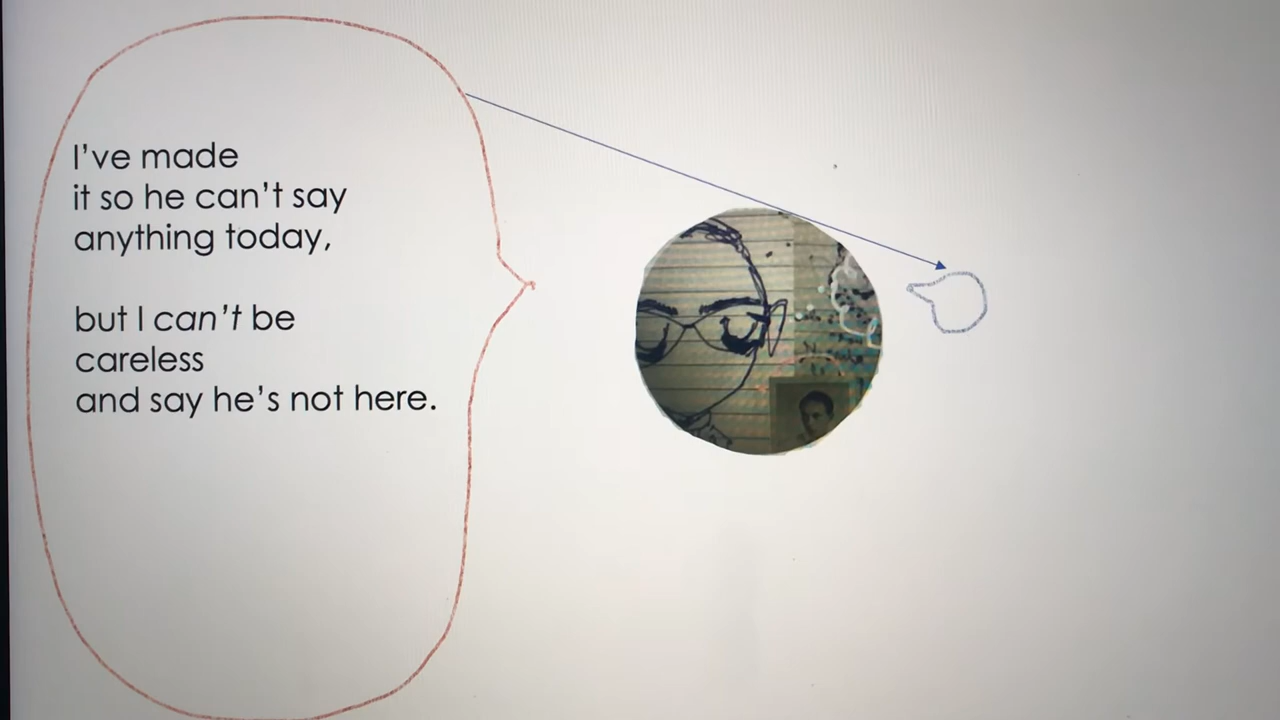 I've made
it so he can't say
anything today,
but I can't be
careless
and say he's not here.